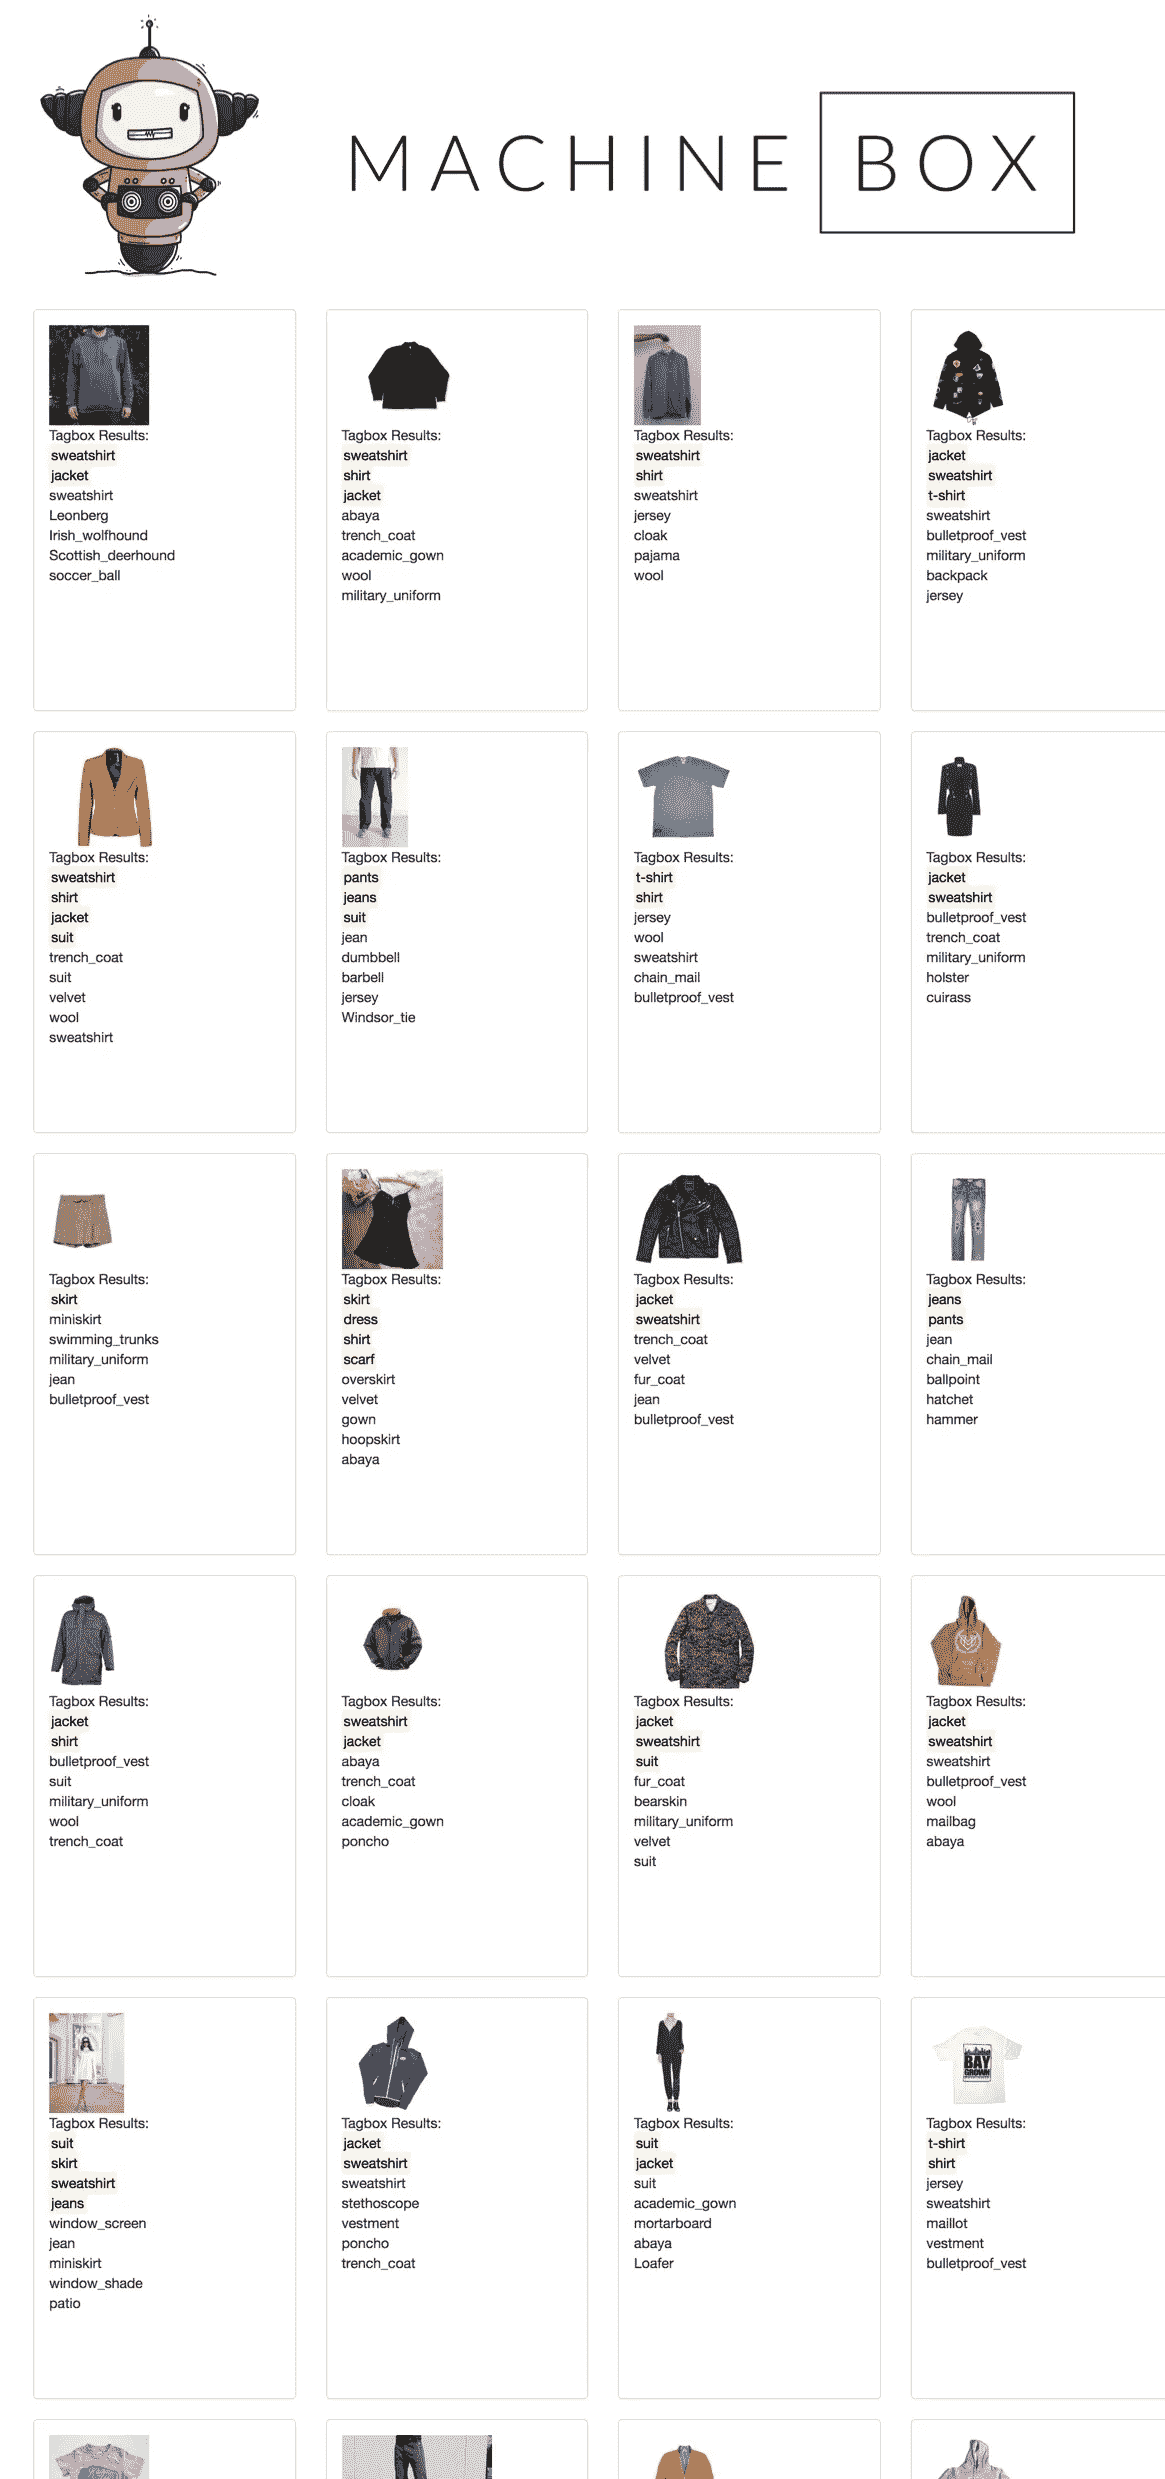 MACHINE BOX
Tagbox Results:
sweatshirt
jacket
sweatshirt
Leonberg
Irish_wolfhound
Scottish_deerhound
soccer_ball
Tagbox Results:
sweatshirt
shirt
jacket
abaya
trench_coat
academic_gown
wool
military_uniform
Tagbox Results:
sweatshirt
shirt
sweatshirt
jersey
cloak
pajama
wool
Tagbox Results:
jacket
sweatshirt
t-shirt
sweatshirt
bulletproof_vest
military_uniform
backpack
jersey
Tagbox Results:
sweatshirt
shirt
jacket
suit
trench_coat
suit
velvet
wool
sweatshirt
Tagbox Results:
pants
jeans
suit
jean
dumbbell
barbell
jersey
Windsor_tie
Tagbox Results:
t-shirt
shirt
jersey
wool
sweatshirt
chain_mail
bulletproof_vest
Tagbox Results:
jacket
sweatshirt
bulletproof_vest
trench_coat
military_uniform
holster
cuirass
Tagbox Results:
skirt
miniskirt
swimming_trunks
military_uniform
jean
bulletproof_vest
Tagbox Results:
skirt
dress
shirt
scarf
overskirt
velvet
gown
hoopskirt
abaya
Tagbox Results:
jacket
sweatshirt
trench_coat
velvet
fur_coat
jean
bulletproof_vest
Tagbox Results:
jeans
pants
jean
chain_mail
ballpoint
hatchet
hammer
Tagbox Results:
jacket
shirt
bulletproof_vest
suit
military_uniform
wool
trench_coat
Tagbox Results:
sweatshirt
jacket
abaya
trench_coat
cloak
academic_gown
poncho
Tagbox Results:
jacket
sweatshirt
suit
fur_coat
bearskin
military_uniform
velvet
suit
Tagbox Results:
jacket
sweatshirt
sweatshirt
bulletproof_vest
wool
mailbag
abaya
Tagbox Results:
suit
skirt
sweatshirt
jeans
window_screen
jean
miniskirt
window_shade
patio
Tagbox Results:
jacket
sweatshirt
sweatshirt
stethoscope
vestment
poncho
trench_coat
Tagbox Results:
suit
jacket
suit
academic_gown
mortarboard
abaya
Loafer
BAY
GROWN
Tagbox Results:
t-shirt
shirt
jersey
sweatshirt
maillot
vestment
bulletproof_vest